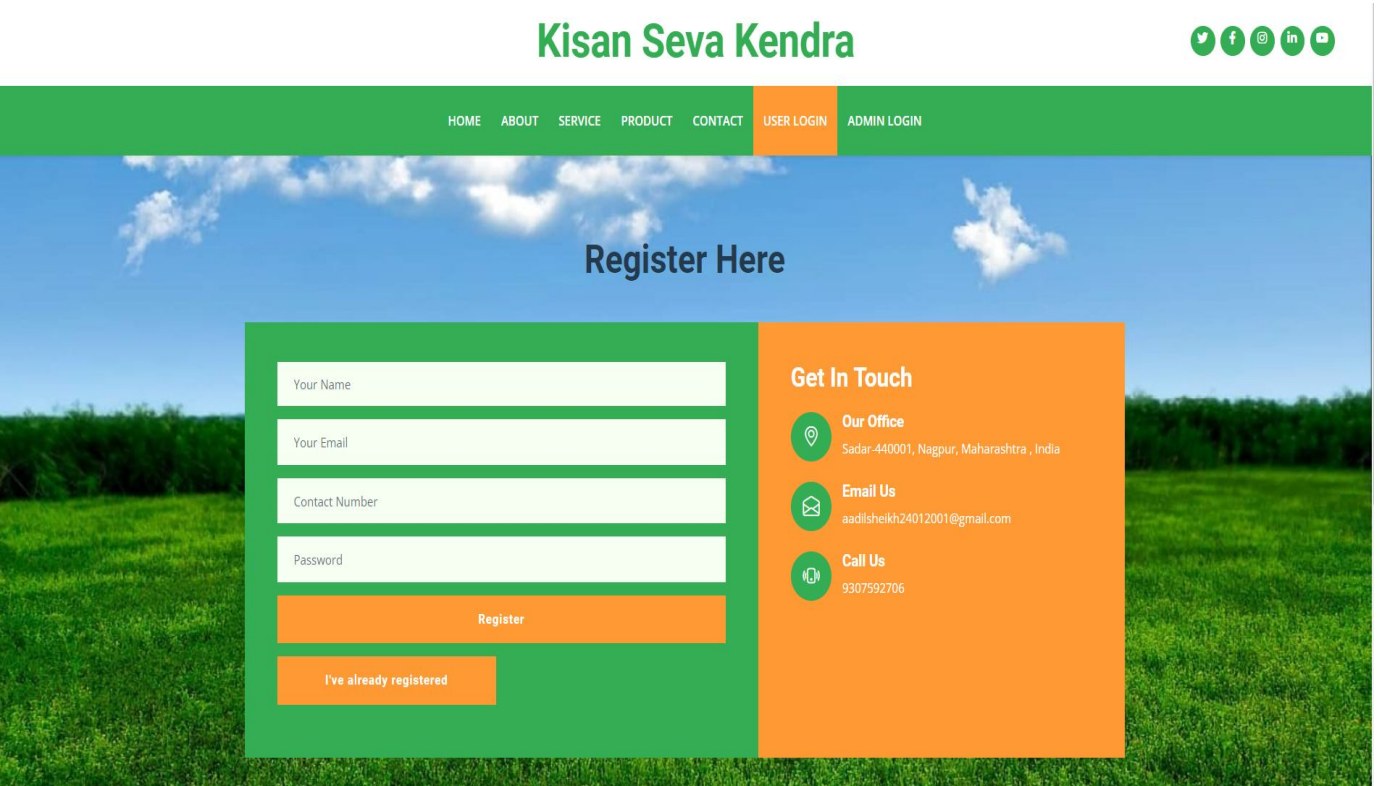 Kisan Seva Kendra
HOME ABOUT SERVICE PRODUCT CONTACT USER LOGIN ADMIN LOGIN
Register Here
Your Name
Your Email
Contact Number
Password
Register
I've already registered
Get In Touch
Our Office
Sadar-440001, Nagpur, Maharashtra , India
Email Us
aadilsheikh24012001@gmail.com
Call Us
9307592706